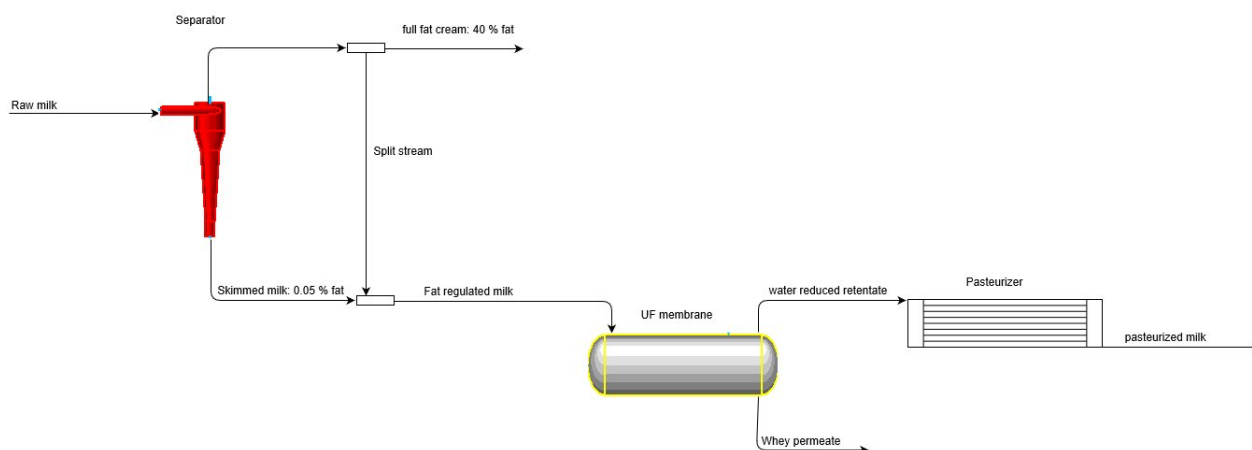 Separator
full fat cream: 40 % fat
Raw milk
Split stream
Skimmed milk: 0.05 % fat
Fat regulated milk
UF membrane
water reduced retentate
Pasteurizer
pasteurized milk
Whey permeate